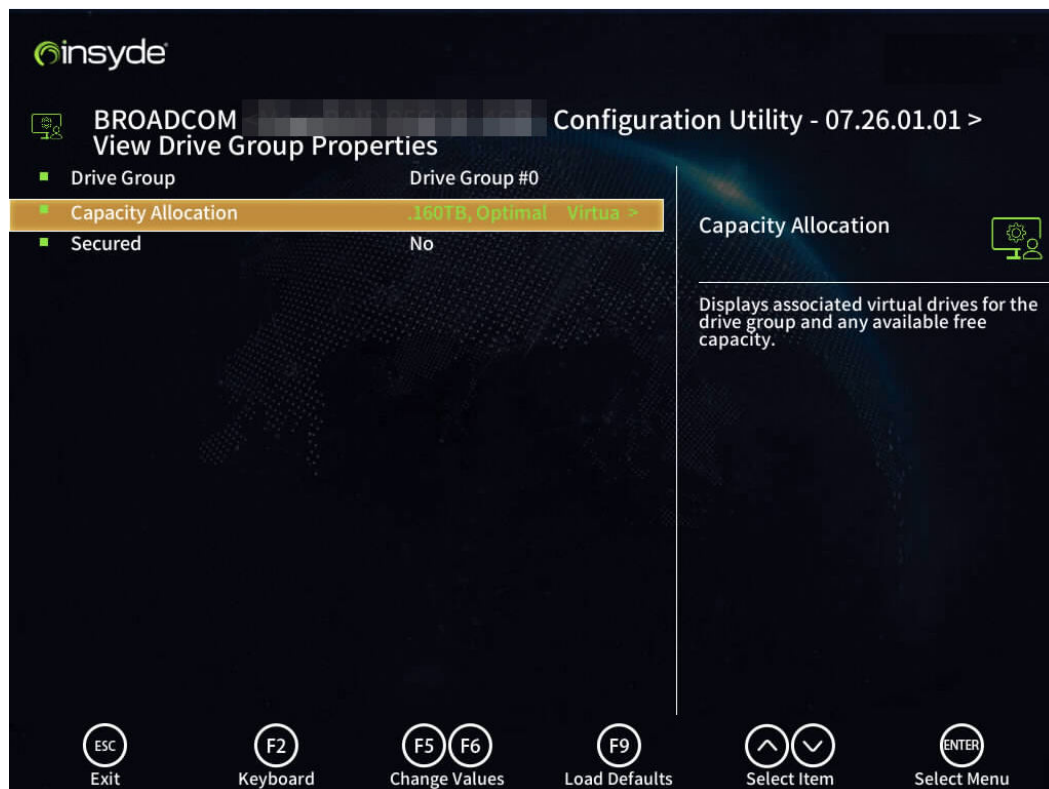 insyde
BROADCOM Configuration Utility - 07.26.01.01 >
View Drive Group Properties
Drive Group Drive Group #0
Capacity Allocation .160TB, Optimal Virtua >
Secured No
Capacity Allocation
Displays associated virtual drives for the
drive group and any available free
capacity.
ESC F2 F5 F6 F9 ENTER
Exit Keyboard Change Values Load Defaults Select Item Select Menu